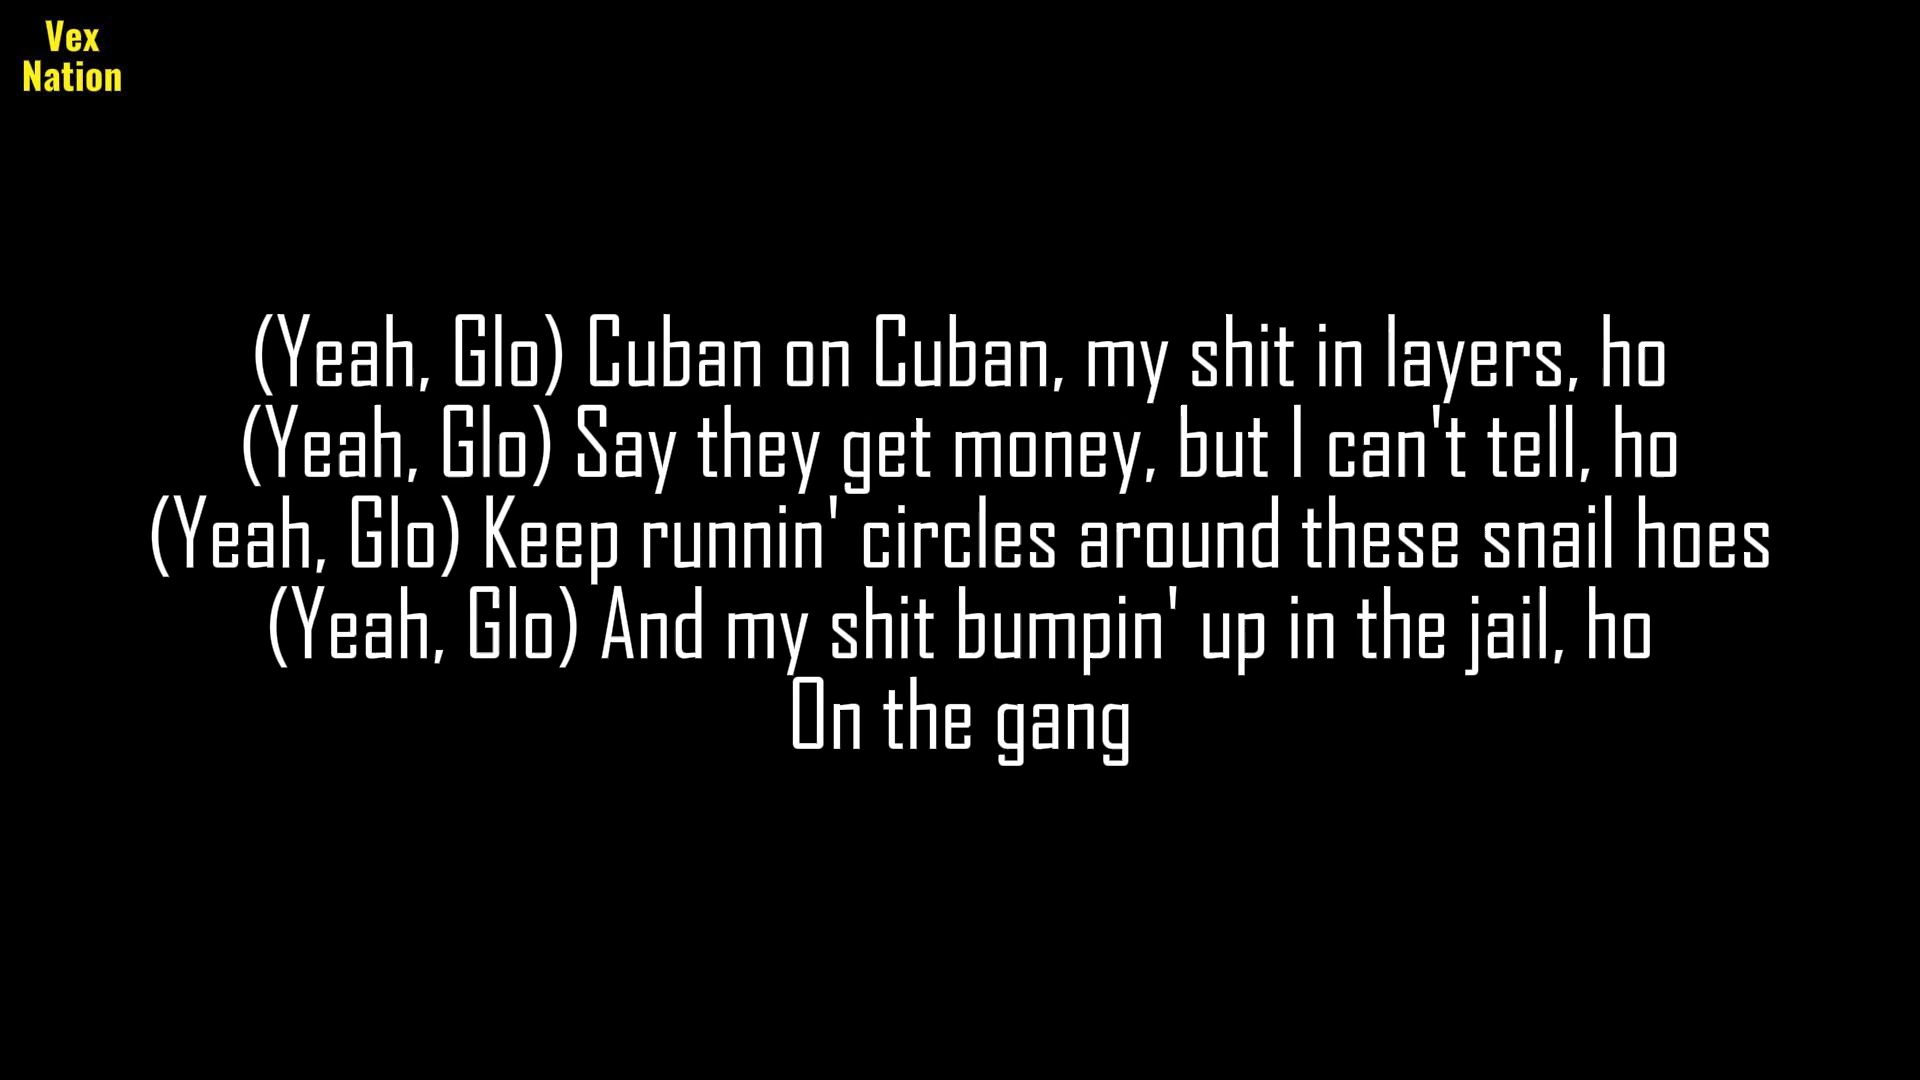 Vex
Nation
(Yeah, Glo) Cuban on Cuban, my shit in layers, ho
(Yeah, Glo) Say they get money, but I can't tell, ho
(Yeah, Glo) Keep runnin' circles around these snail hoes
(Yeah, Glo) And my shit bumpin' up in the jail, ho
On the gang